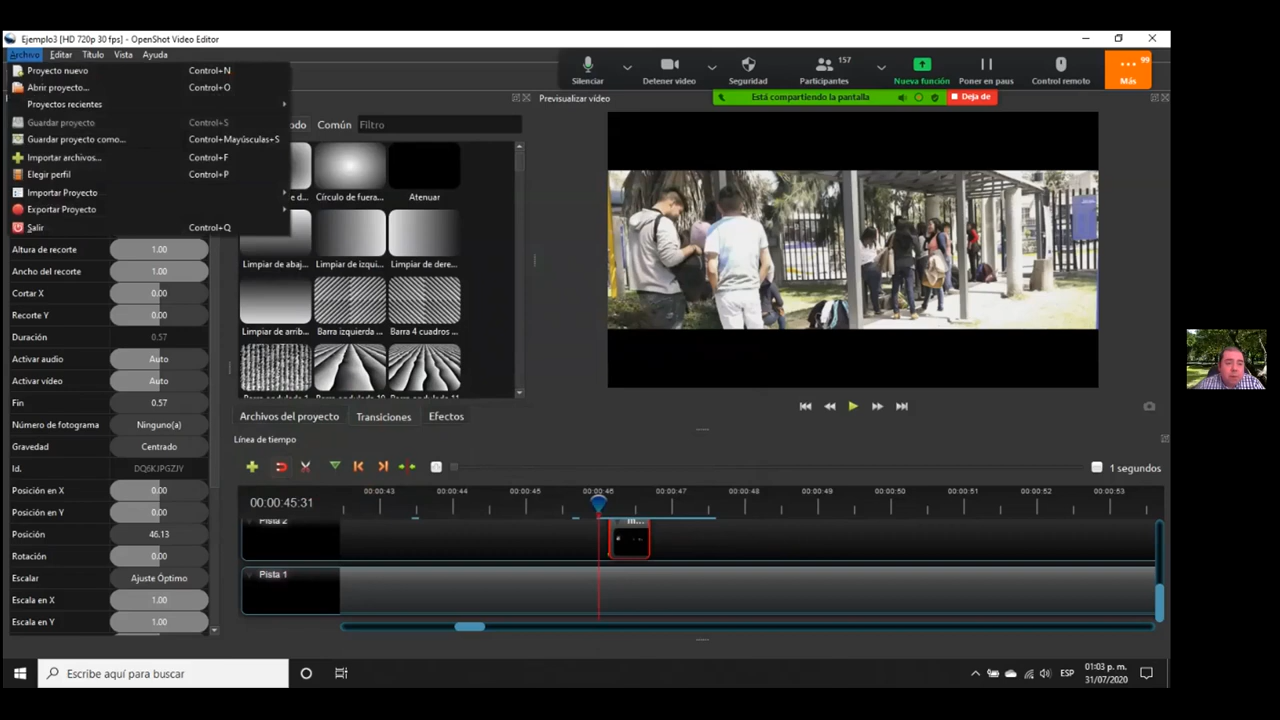 Ejemplo3 [HD 720p 30 fps] - OpenShot Video Editor
Archivo Editar Título Vista Ayuda
Proyecto nuevo Control+N
Abrir proyecto... Control+O
Proyectos recientes
Guardar proyecto Control+S
Guardar proyecto como... Control+Mayúsculas+S
Importar archivos... Control+F
Elegir perfil Control+P
Importar Proyecto
Exportar Proyecto
Salir Control+Q
Silenciar
Detener video
Seguridad
157
Participantes
Nueva función
Poner en paus
Control remoto
99
Más
Está compartiendo la pantalla
Deja de
Previsualizar vídeo
Común
Filtro
Círculo de fuera...
Atenuar
Limpiar de abaj...
Limpiar de izqui...
Limpiar de dere...
Limpiar de arrib...
Barra izquierda ...
Barra 4 cuadros ...
Altura de recorte 1.00
Ancho del recorte 1.00
Cortar X 0.00
Recorte Y 0.00
Duración 0.57
Activar audio Auto
Activar vídeo Auto
Fin 0.57
Número de fotograma Ninguno(a)
Gravedad Centrado
Id. DQ6KJPGZJY
Posición en X 0.00
Posición en Y 0.00
Posición 46.13
Rotación 0.00
Escalar Ajuste Óptimo
Escala en X 1.00
Escala en Y 1.00
Archivos del proyecto Transiciones Efectos
Línea de tiempo
1 segundos
00:00:45:31
00:00:43 00:00:44 00:00:45 00:00:46 00:00:47 00:00:48 00:00:49 00:00:50 00:00:51 00:00:52 00:00:53
Pista 2
Pista 1
Escribe aquí para buscar
ESP
01:03 p. m.
31/07/2020